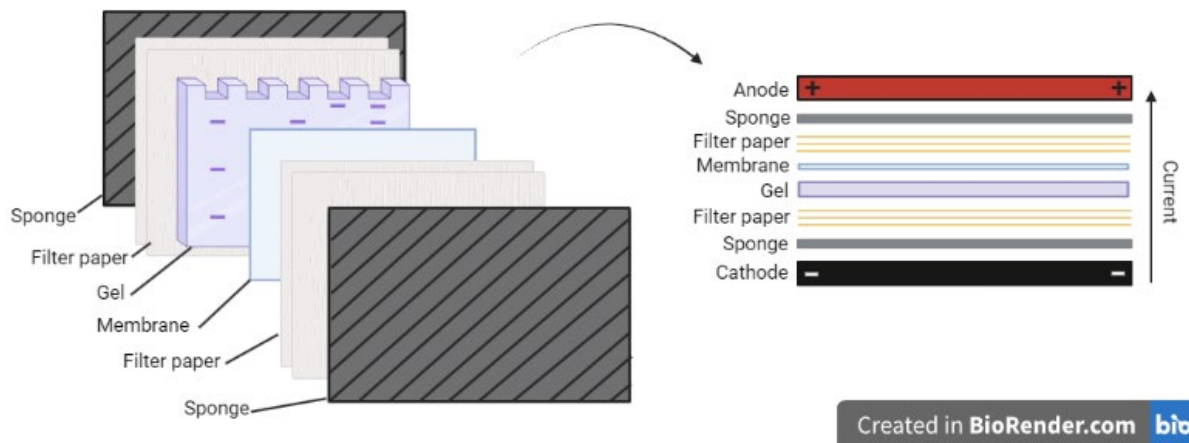 Sponge
Filter paper
Gel
Membrane
Filter paper
Sponge
Anode
+ +
Sponge
Filter paper
Membrane
Gel
Filter paper
Sponge
Cathode
- -
Current
Created in BioRender.com bio